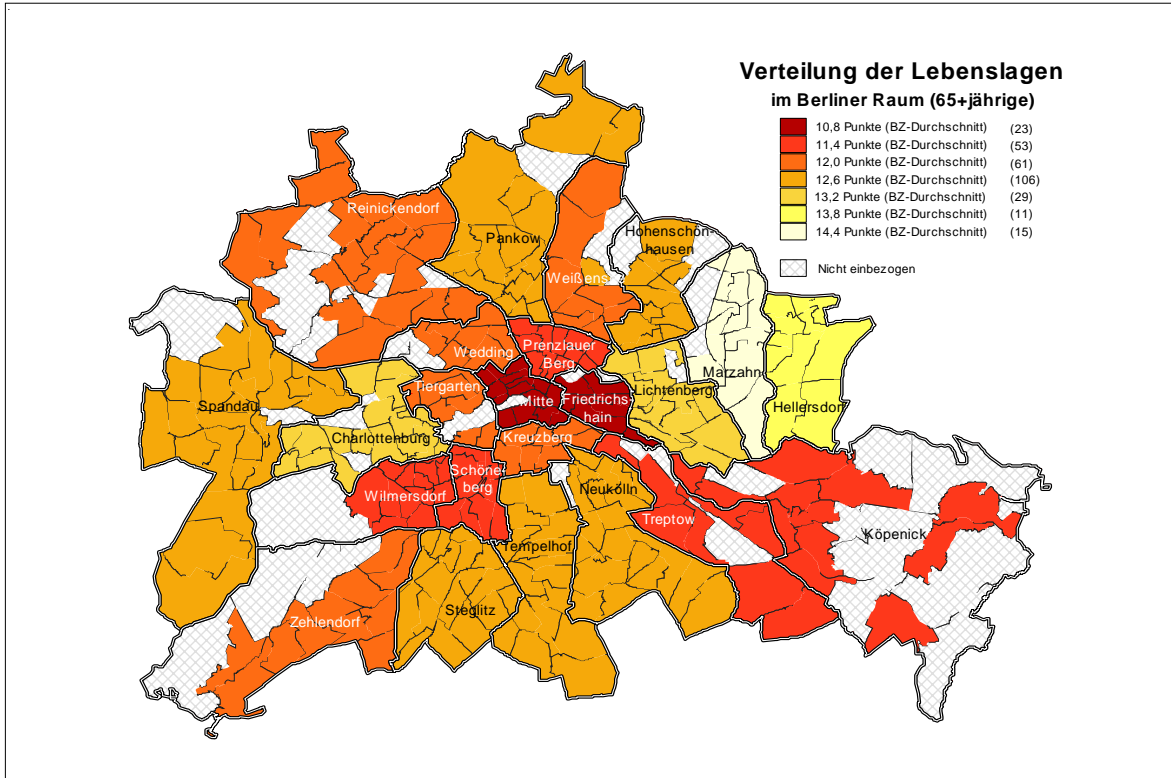 Verteilung der Lebenslagen
im Berliner Raum (65+jährige)
10,8 Punkte (BZ-Durchschnitt) (23)
11,4 Punkte (BZ-Durchschnitt) (53)
12,0 Punkte (BZ-Durchschnitt) (61)
12,6 Punkte (BZ-Durchschnitt) (106)
13,2 Punkte (BZ-Durchschnitt) (29)
13,8 Punkte (BZ-Durchschnitt) (11)
14,4 Punkte (BZ-Durchschnitt) (15)
Nicht einbezogen
Reinickendorf
Pankow
Hohenschön-
hausen
Weißens
Wedding
Prenzlauer
Berg
Marzahn
Tiergarten
Mitte
Friedrichs-
hain
Lichtenberg
Hellersdorf
Spandau
Charlottenburg
Kreuzberg
Schöne-
berg
Wilmersdorf
Neukölln
Treptow
Köpenick
Tempelhof
Steglitz
Zehlendorf